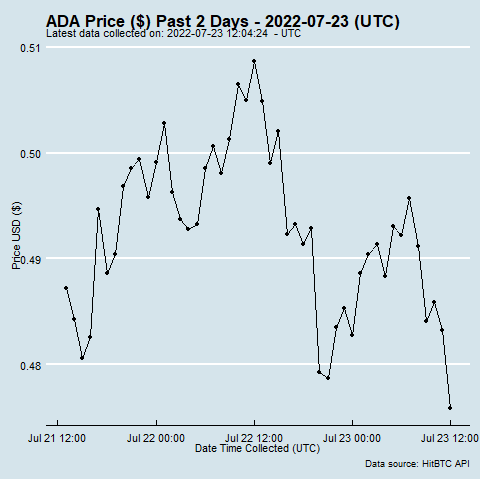 ADA Price ($) Past 2 Days - 2022-07-23 (UTC)
Latest data collected on: 2022-07-23 12:04:24  - UTC
0.51
0.50
0.49
0.48
Price USD ($)
Jul 21 12:00 Jul 22 00:00 Jul 22 12:00 Jul 23 00:00 Jul 23 12:00
Date Time Collected (UTC)
Data source: HitBTC API